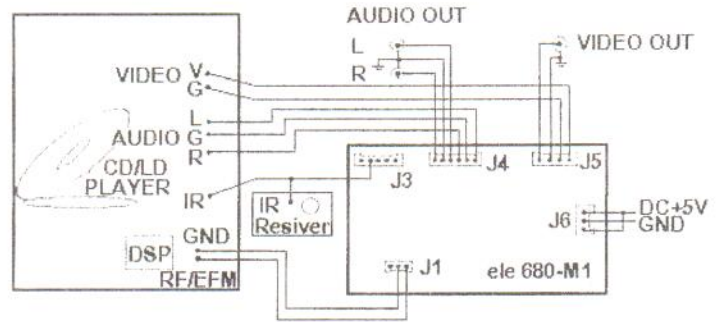 AUDIO OUT
L
R
VIDEO OUT
VIDEO V
G
L
AUDIO G
R
CD/LD
PLAYER
IR
IR
Resiver
DSP
GND
RF/EFM
J3
J4
J5
J6
DC+5V
GND
J1
ele 680-M1